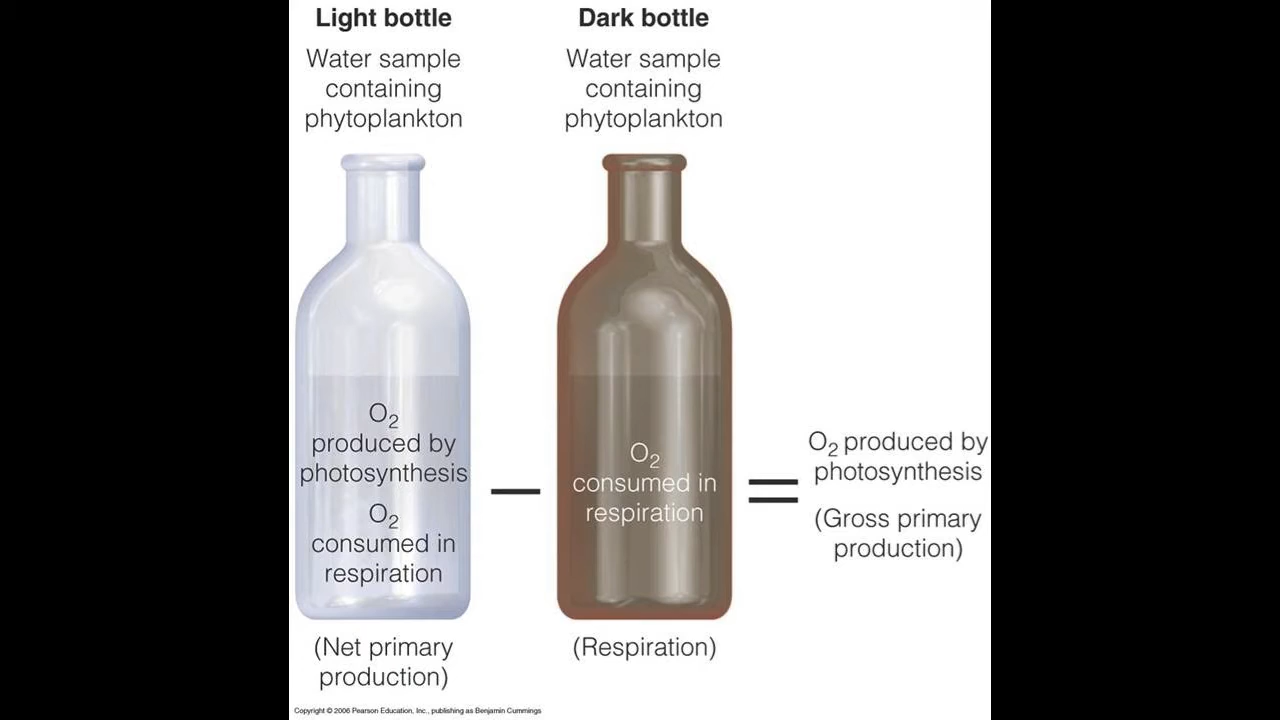 Light bottle
Water sample
containing
phytoplankton
O₂
produced by
photosynthesis
O₂
consumed in
respiration
(Net primary
production)
Dark bottle
Water sample
containing
phytoplankton
O₂
consumed in
respiration
(Respiration)
O₂ produced by
photosynthesis
(Gross primary
production)
Copyright © 2006 Pearson Education, Inc., publishing as Benjamin Cummings